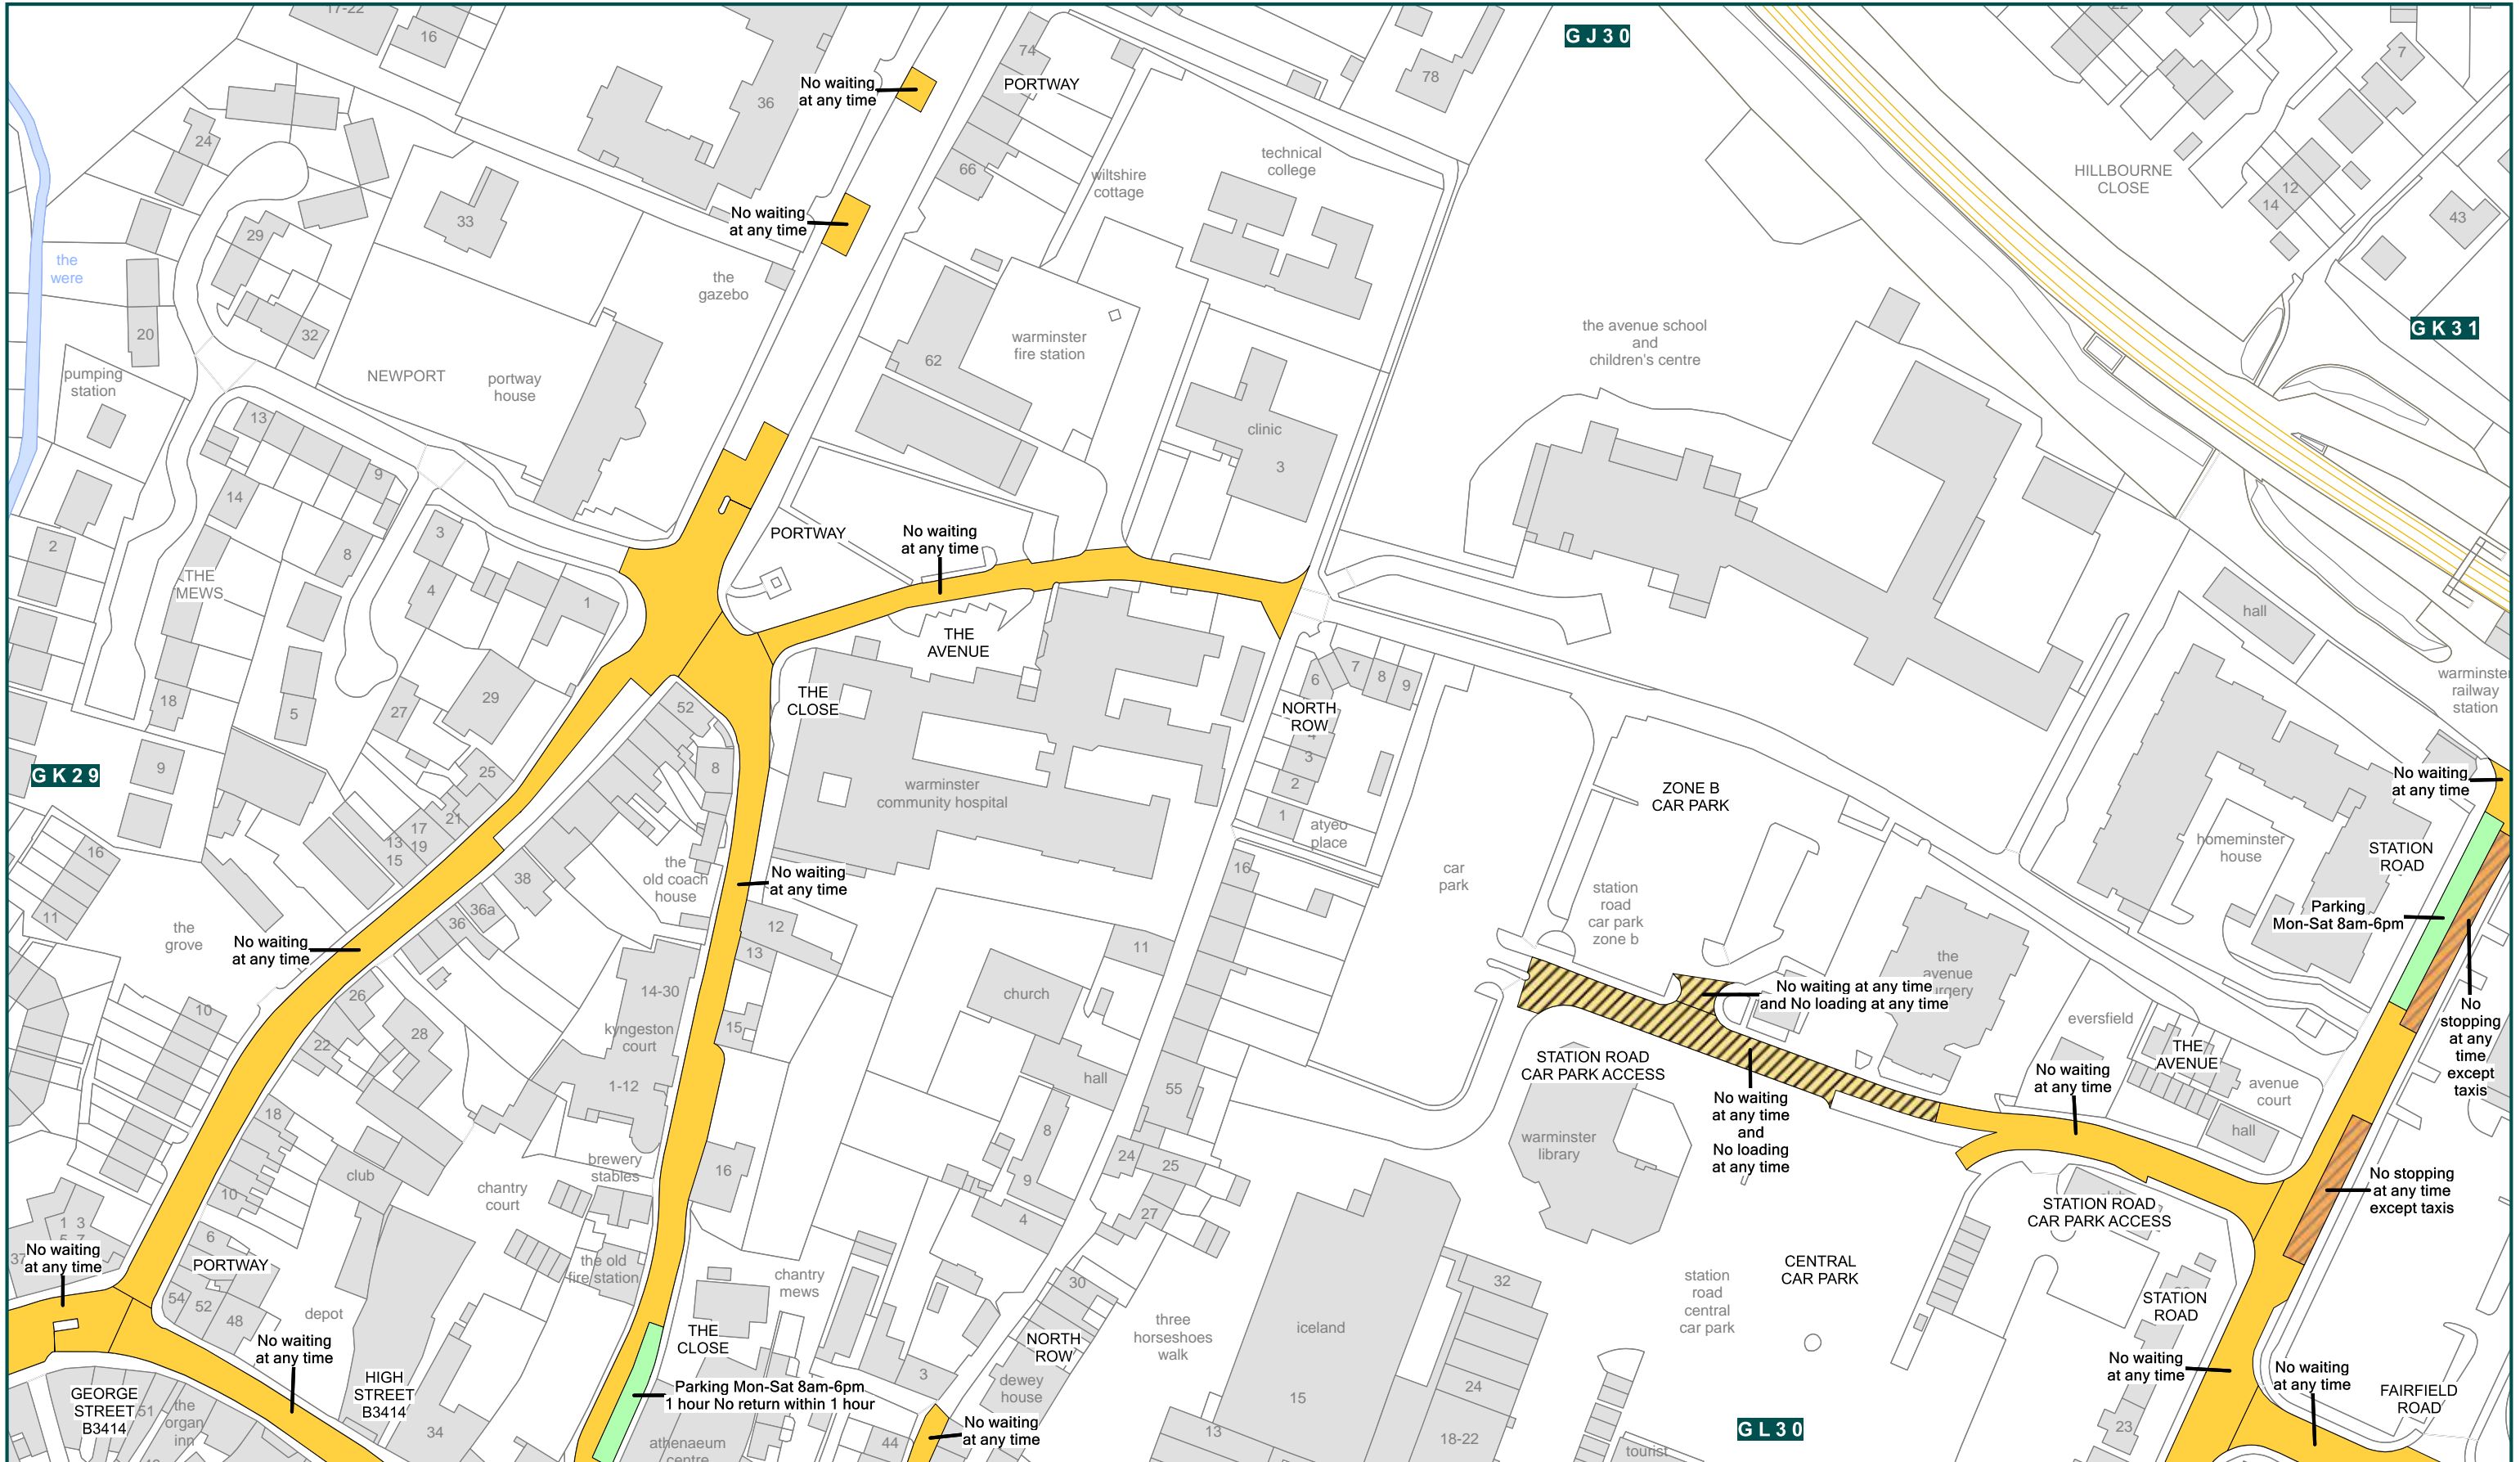 17-22
16
36
No waiting
at any time
74
PORTWAY
GJ30
78
22
7
24
66
wiltshire
cottage
technical
college
HILLBOURNE
CLOSE
12
14
43
33
29
No waiting
at any time
the
were
the
gazebo
20
32
62
warminster
fire station
the avenue school
and
children's centre
GK31
pumping
station
NEWPORT
portway
house
13
9
14
clinic
3
2
3
8
PORTWAY
No waiting
at any time
THE
MEWS
4
1
hall
THE
AVENUE
18
5
27
29
52
THE
CLOSE
6
7
8
9
NORTH
ROW
4
3
2
1
warminster
railway
station
GK29
9
25
8
warminster
community hospital
ZONE B
CAR PARK
No waiting
at any time
17
21
13
19
15
16
11
atyeo
place
homeminster
house
STATION
ROAD
the
old coach
house
38
No waiting
at any time
16
car
park
station
road
car park
zone b
Parking
Mon-Sat 8am-6pm
36a
36
the
grove
No waiting
at any time
12
13
11
the
avenue
No waiting at any time
and No loading at any time
10
26
28
22
14-30
kyngeston
court
1-12
15
church
hall
55
STATION ROAD
CAR PARK ACCESS
eversfield
THE
AVENUE
No waiting
at any time
avenue
court
hall
No
stopping
at any
time
except
taxis
18
club
10
brewery
stables
16
8
9
24
25
27
4
warminster
library
No waiting
at any time
and
No loading
at any time
No stopping
at any time
except taxis
1 3
37
chantry
court
STATION ROAD
CAR PARK ACCESS
No waiting
at any time
6
PORTWAY
54
52
48
depot
the old
fire station
chantry
mews
30
32
CENTRAL
CAR PARK
station
road
central
car park
STATION
ROAD
No waiting
at any time
THE
CLOSE
NORTH
ROW
three
horseshoes
walk
iceland
No waiting
at any time
No waiting
at any time
GEORGE
STREET
B3414
51
the
organ
inn
HIGH
STREET
B3414
34
Parking Mon-Sat 8am-6pm
1 hour No return within 1 hour
3
dewey
house
15
24
FAIRFIELD
ROAD
athenaeum
centre
44
No waiting
at any time
13
18-22
tourist
GL30
23